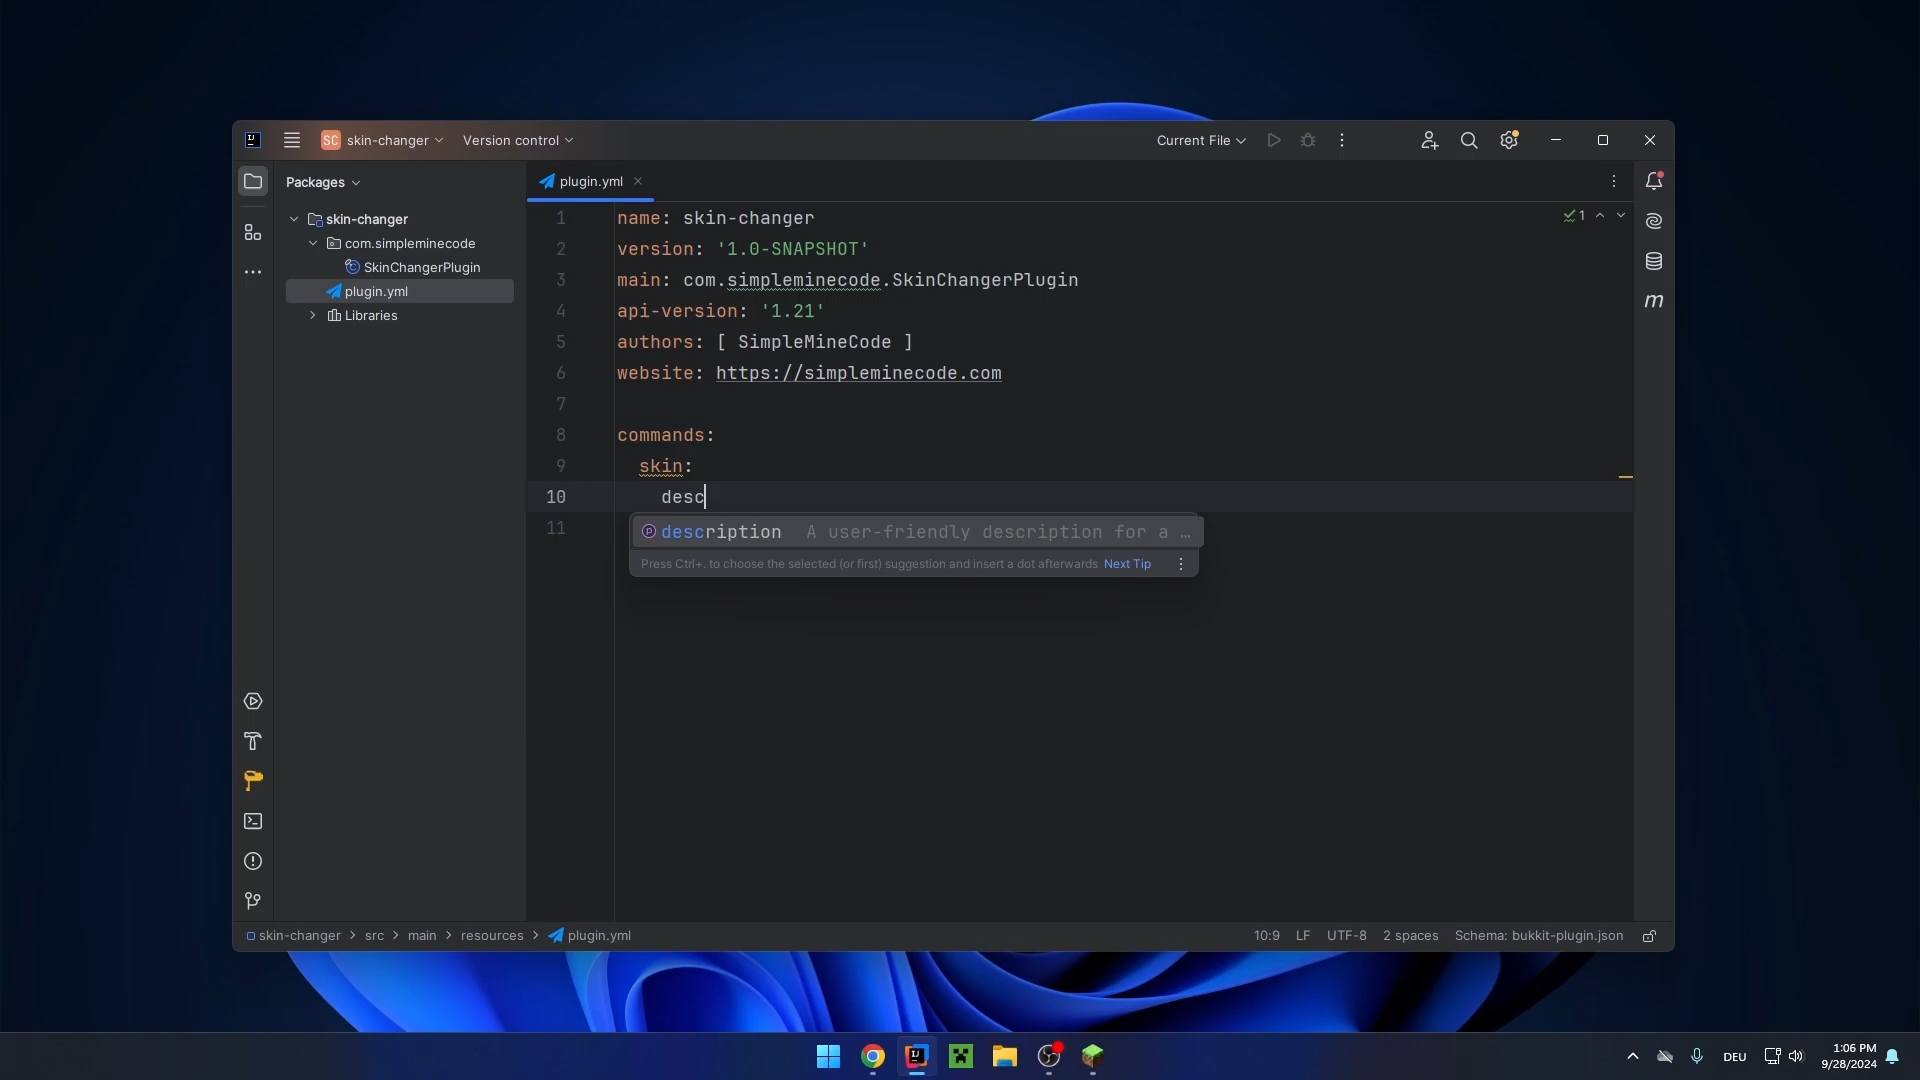 SC skin-changer Version control Current File
Packages
plugin.yml
skin-changer
com.simpleminecode
SkinChangerPlugin
plugin.yml
Libraries
1 name: skin-changer
1
2 version: '1.0-SNAPSHOT'
3 main: com.simpleminecode.SkinChangerPlugin
4 api-version: '1.21'
5 authors: [ SimpleMineCode ]
6 website: https://simpleminecode.com
7
8 commands:
9 skin:
10 desc
11
description A user-friendly description for a …
Press Ctrl+. to choose the selected (or first) suggestion and insert a dot afterwards Next Tip
skin-changer > src > main > resources > plugin.yml 10:9 LF UTF-8 2 spaces Schema: bukkit-plugin.json
DEU
1:06 PM
9/28/2024